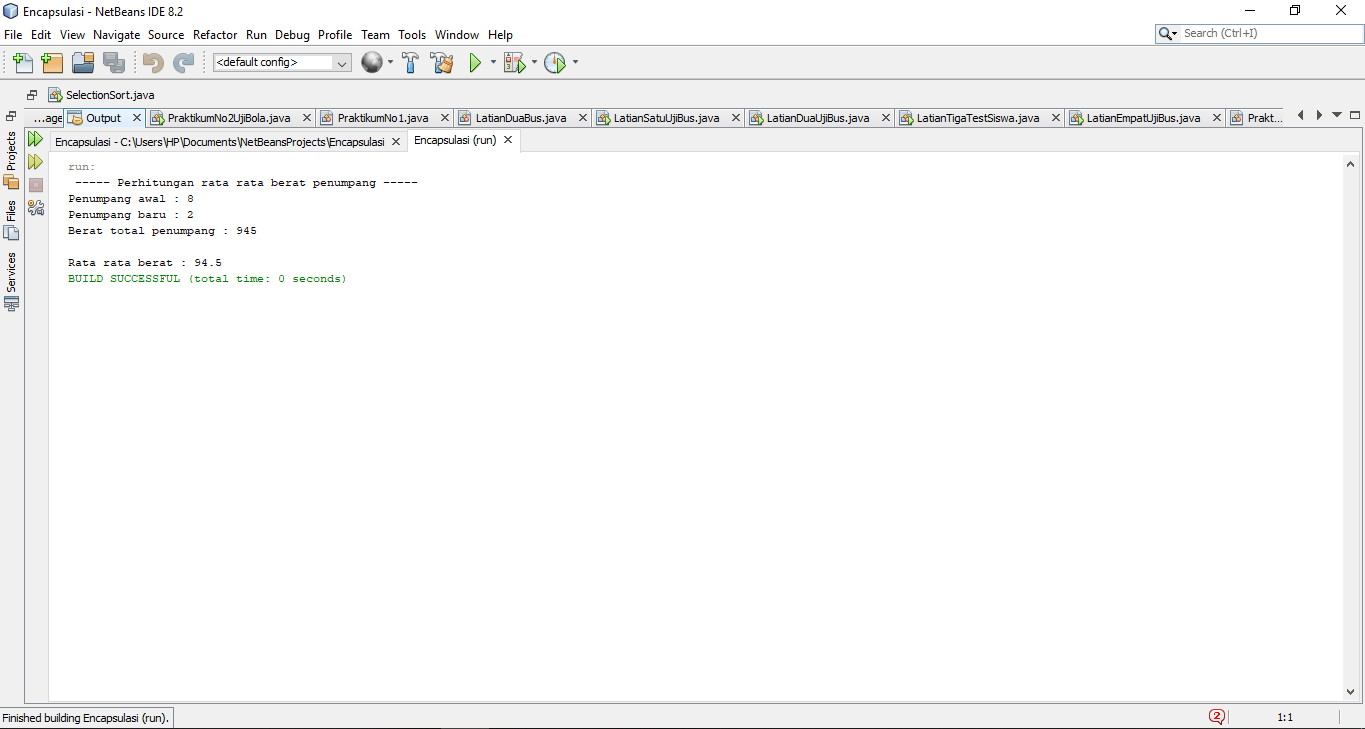 Encapsulasi - NetBeans IDE 8.2
File Edit View Navigate Source Refactor Run Debug Profile Team Tools Window Help
Search (Ctrl+I)
<default config>
SelectionSort.java
...age Output PraktikumNo2UjiBola.java PraktikumNo1.java LatianDuaBus.java LatianSatuUjiBus.java LatianDuaUjiBus.java LatianTigaTestSiswa.java LatianEmpatUjiBus.java Prakt...
Encapsulasi - C:\Users\HP\Documents\NetBeansProjects\Encapsulasi Encapsulasi (run)
Projects
Files
Services
run:
----- Perhitungan rata rata berat penumpang -----
Penumpang awal : 8
Penumpang baru : 2
Berat total penumpang : 945
Rata rata berat : 94.5
BUILD SUCCESSFUL (total time: 0 seconds)
Finished building Encapsulasi (run).
2
1:1